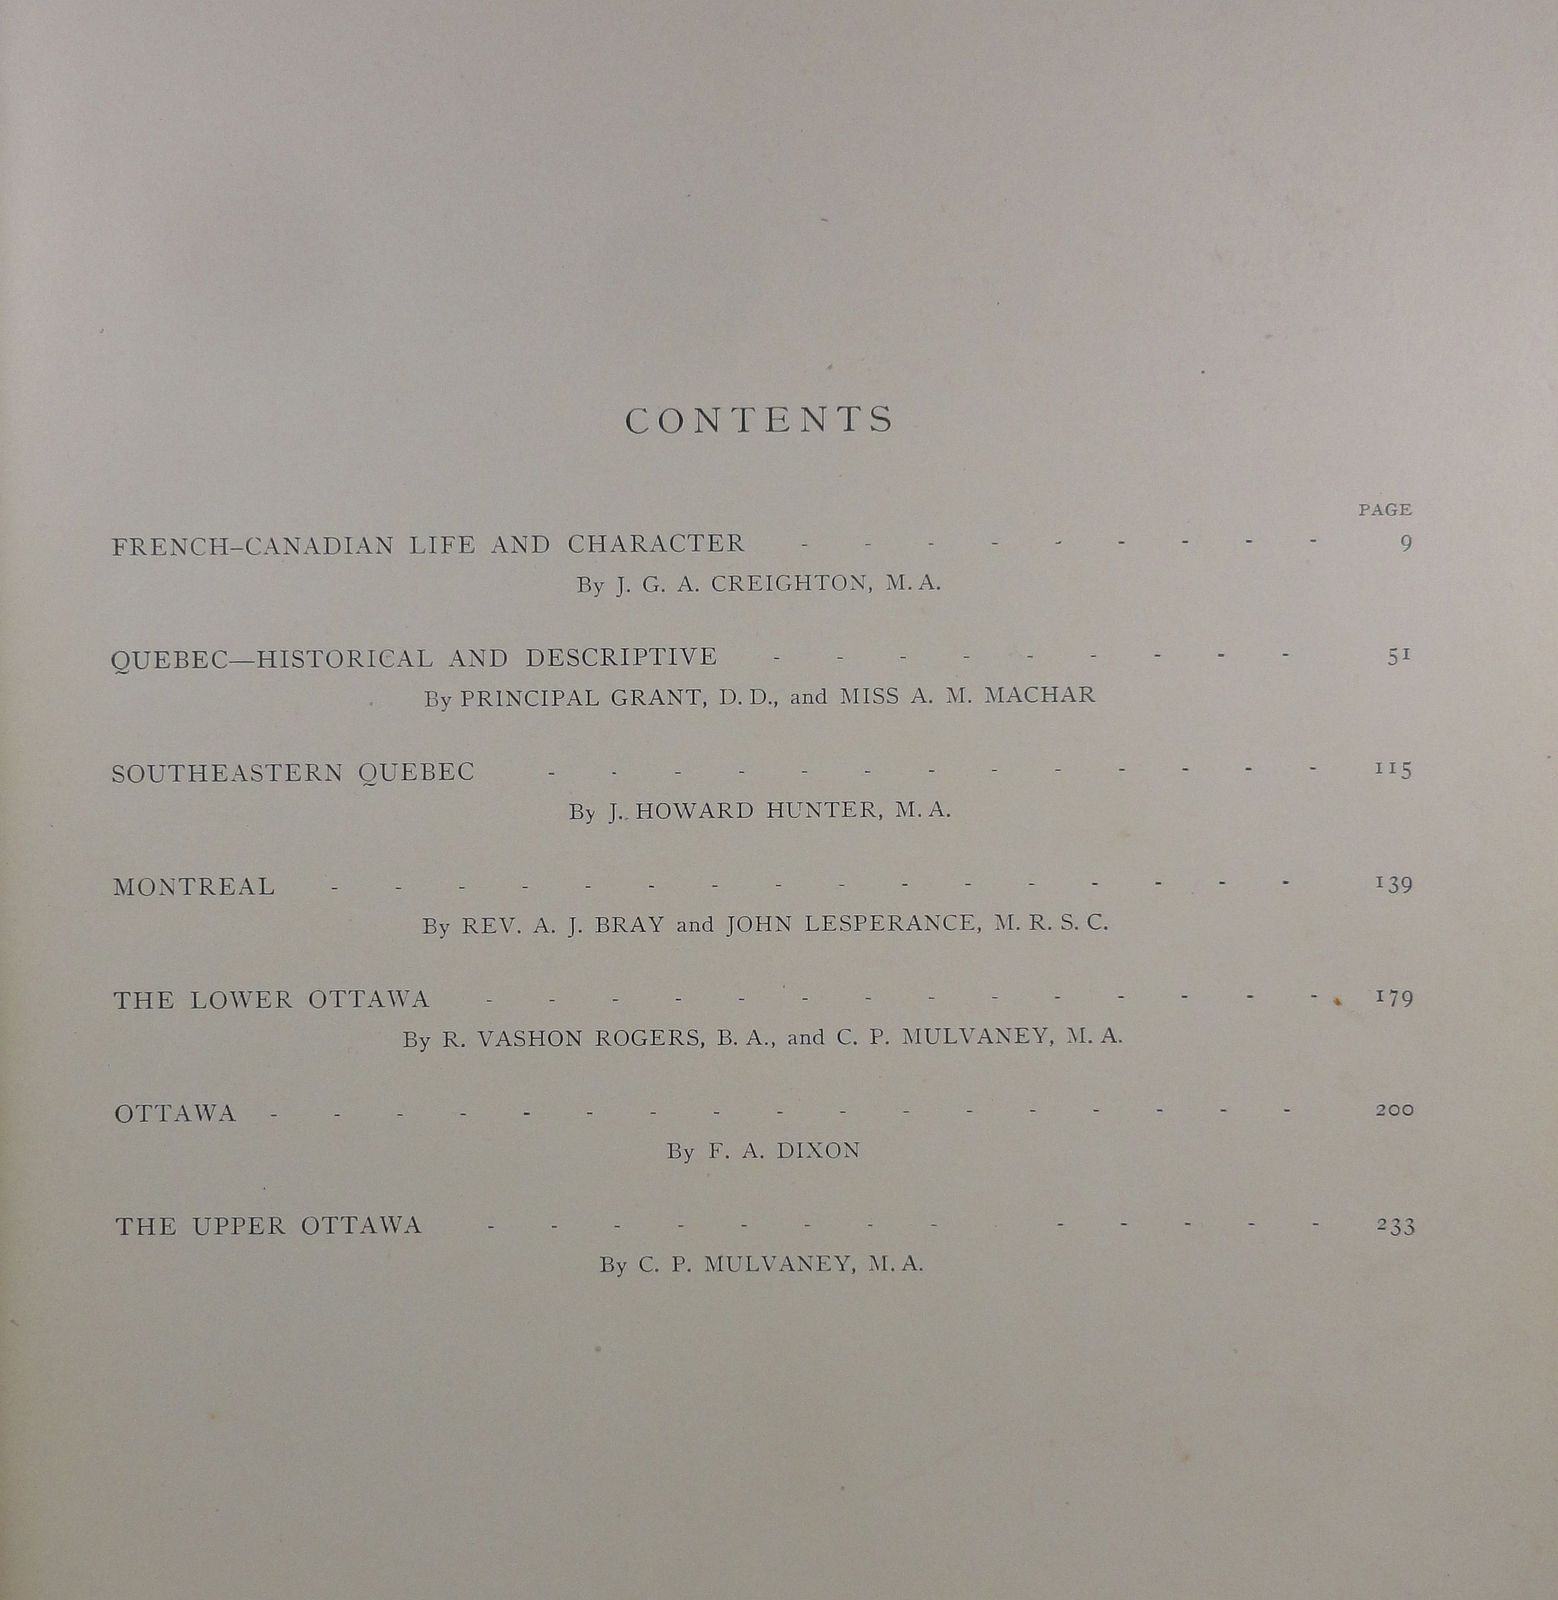 CONTENTS
PAGE
FRENCH-CANADIAN LIFE AND CHARACTER - - - - - - - - - 9
By J. G. A. CREIGHTON, M. A.
QUEBEC—HISTORICAL AND DESCRIPTIVE - - - - - - - - - 51
By PRINCIPAL GRANT, D. D., and MISS A. M. MACHAR
SOUTHEASTERN QUEBEC - - - - - - - - - - - - - 115
By J. HOWARD HUNTER, M. A.
MONTREAL - - - - - - - - - - - - - - - - 139
By REV. A. J. BRAY and JOHN LESPERANCE, M. R. S. C.
THE LOWER OTTAWA - - - - - - - - - - - - - - 179
By R. VASHON ROGERS, B. A., and C. P. MULVANEY, M. A.
OTTAWA - - - - - - - - - - - - - - - - - 200
By F. A. DIXON
THE UPPER OTTAWA - - - - - - - - - - - - - 233
By C. P. MULVANEY, M. A.